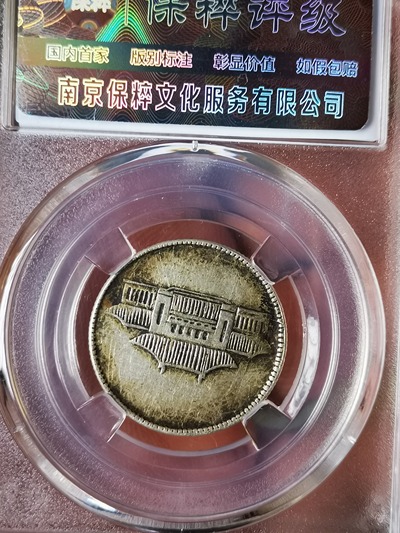 保粹评级
国内首家 版别标注 彰显价值 如假包赔
南京保粹文化服务有限公司